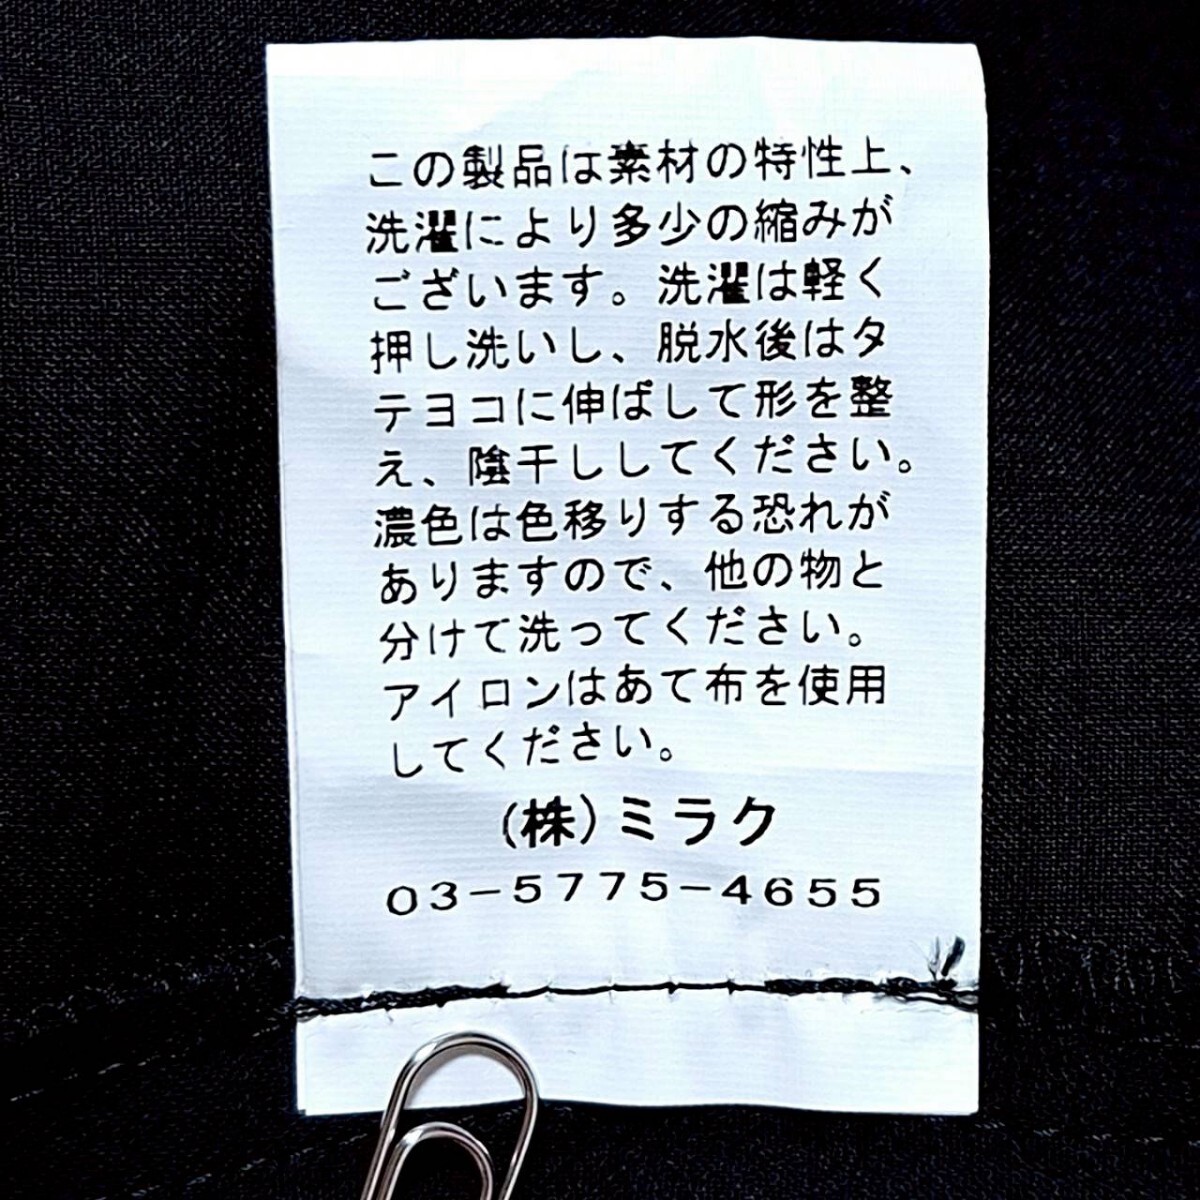 この製品は素材の特性上、
洗濯により多少の縮みが
ございます。洗濯は軽く
押し洗いし、脱水後はタ
テヨコに伸ばして形を整
え、陰干ししてください。
濃色は色移りする恐れが
ありますので、他の物と
分けて洗ってください。
アイロンはあて布を使用
してください。
(株)ミラク
03-5775-4655